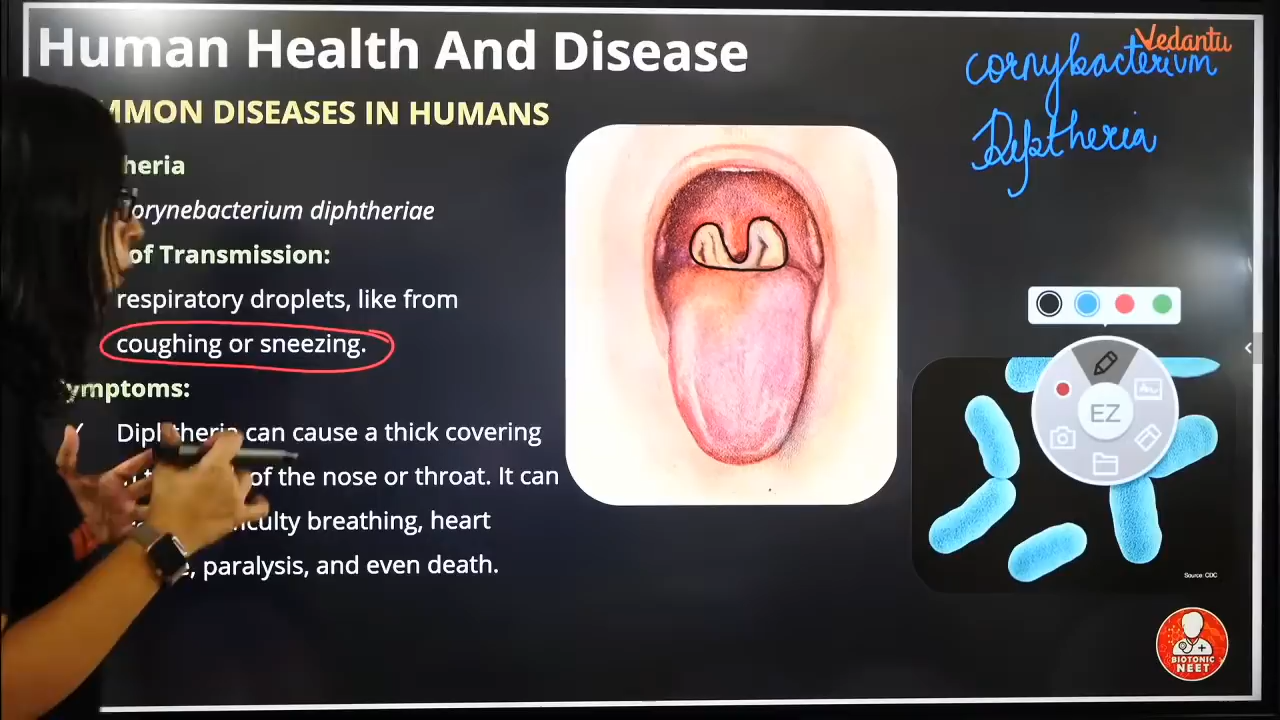 Human Health And Disease
Vedantu
cornybacterium
Diptheria
MMON DISEASES IN HUMANS
heria
orynebacterium diphtheriae
of Transmission:
respiratory droplets, like from
coughing or sneezing.
ymptoms:
Diphtheria can cause a thick covering
of the nose or throat. It can
iculty breathing, heart
e, paralysis, and even death.
EZ
Source: CDC
BIOTONIC
NEET